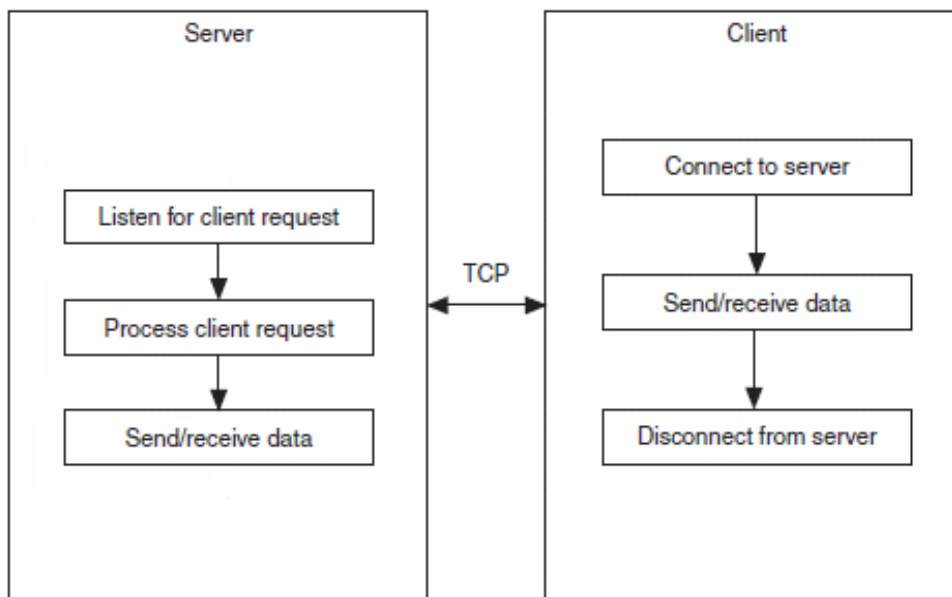 Server
Listen for client request
Process client request
Send/receive data
TCP
Client
Connect to server
Send/receive data
Disconnect from server